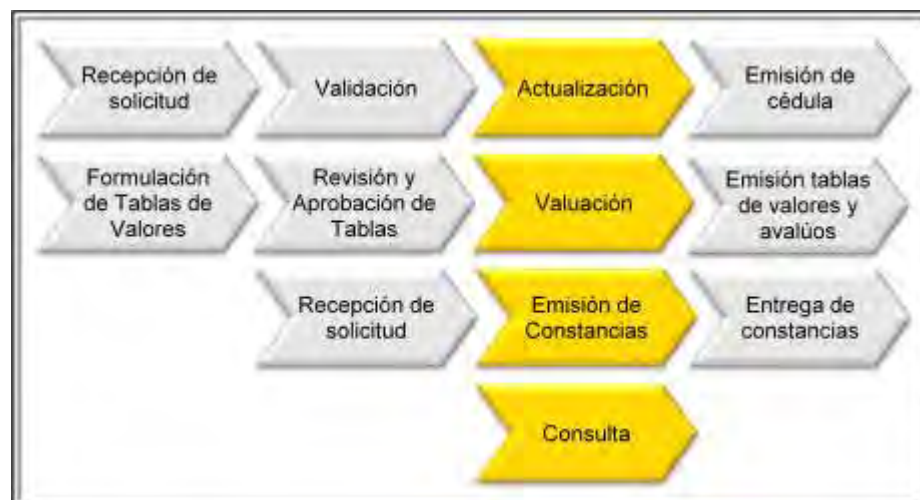 Recepción de
solicitud
Validación
Actualización
Emisión de
cédula
Formulación
de Tablas de
Valores
Revisión y
Aprobación de
Tablas
Valuación
Emisión tablas
de valores y
avalúos
Recepción de
solicitud
Emisión de
Constancias
Entrega de
constancias
Consulta